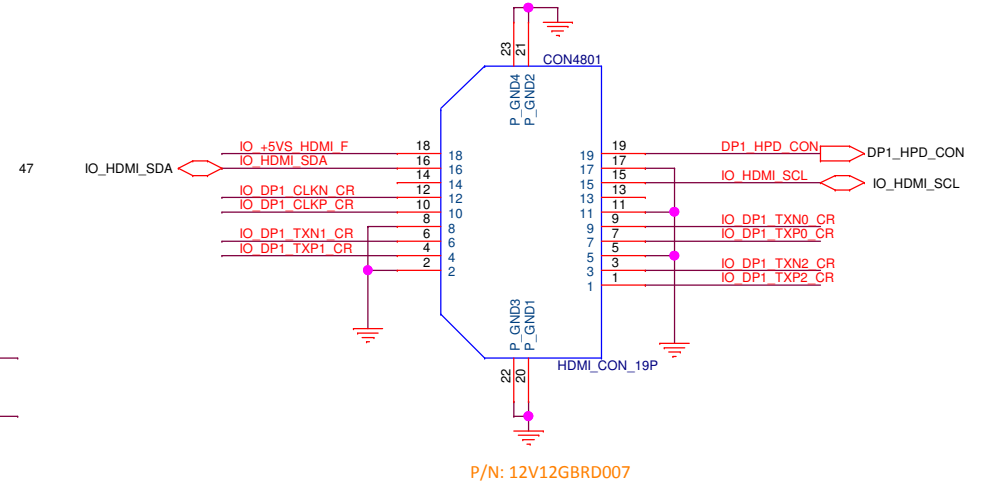 23
21
CON4801
P_GND4
P_GND2
IO_+5VS_HDMI_F 18 18
19 19 DP1_HPD_CON DP1_HPD_CON
47 IO_HDMI_SDA IO_HDMI_SDA 16 16
17 17
14 14
15 15 IO_HDMI_SCL IO_HDMI_SCL
IO_DP1_CLKN_CR 12 12
13 13
IO_DP1_CLKP_CR 10 10
11 11
8 8
9 9 IO_DP1_TXN0_CR
IO_DP1_TXN1_CR 6 6
7 7 IO_DP1_TXP0_CR
IO_DP1_TXP1_CR 4 4
5 5
2 2
3 3 IO_DP1_TXN2_CR
1 1 IO_DP1_TXP2_CR
P_GND3
P_GND1
HDMI_CON_19P
22
20
P/N: 12V12GBRD007